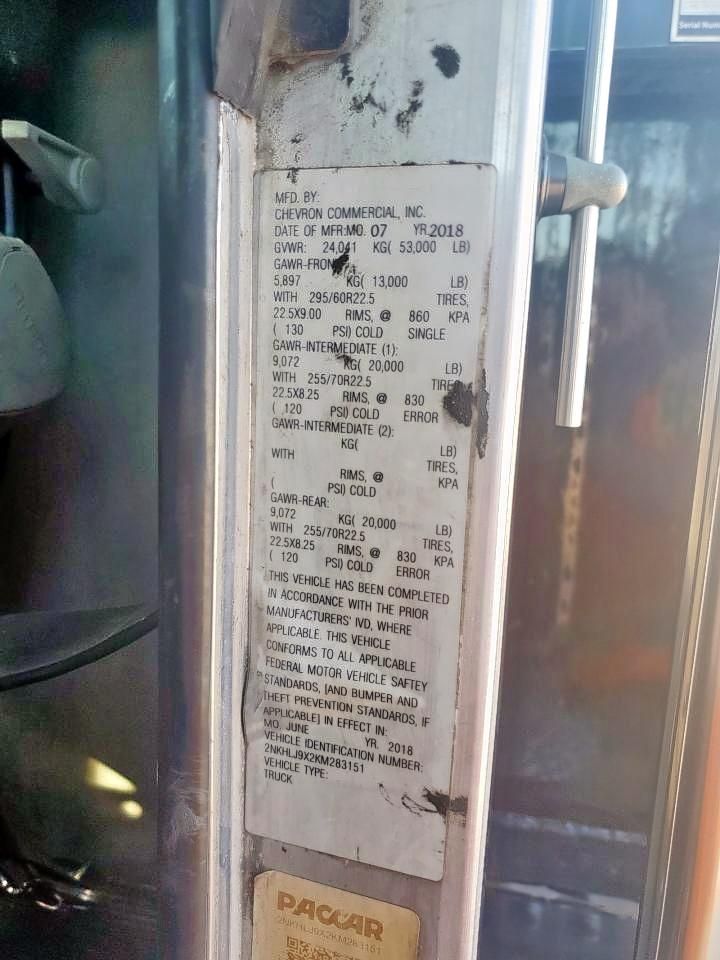 Serial Num
MFD. BY:
CHEVRON COMMERCIAL, INC.
DATE OF MFR:MO. 07 YR.2018
GVWR: 24,041 KG( 53,000 LB)
GAWR-FRONT
5,897 KG( 13,000 LB)
WITH 295/60R22.5 TIRES,
22.5X9.00 RIMS, @ 860 KPA
( 130 PSI) COLD SINGLE
GAWR-INTERMEDIATE (1):
9,072 KG( 20,000 LB)
WITH 255/70R22.5 TIRE
22.5X8.25 RIMS, @ 830
( 120 PSI) COLD ERROR
GAWR-INTERMEDIATE (2):
KG( LB)
WITH TIRES,
RIMS, @ KPA
( PSI) COLD
GAWR-REAR:
9,072 KG( 20,000 LB)
WITH 255/70R22.5 TIRES,
22.5X8.25 RIMS, @ 830 KPA
( 120 PSI) COLD ERROR
THIS VEHICLE HAS BEEN COMPLETED
IN ACCORDANCE WITH THE PRIOR
MANUFACTURERS' IVD, WHERE
APPLICABLE. THIS VEHICLE
CONFORMS TO ALL APPLICABLE
FEDERAL MOTOR VEHICLE SAFTEY
STANDARDS, [AND BUMPER AND
THEFT PREVENTION STANDARDS, IF
APPLICABLE] IN EFFECT IN:
MO. JUNE YR. 2018
VEHICLE IDENTIFICATION NUMBER:
2NKHLJ9X2KM283151
VEHICLE TYPE:
TRUCK
PACCAR
2NKHLJ9X2KM283151